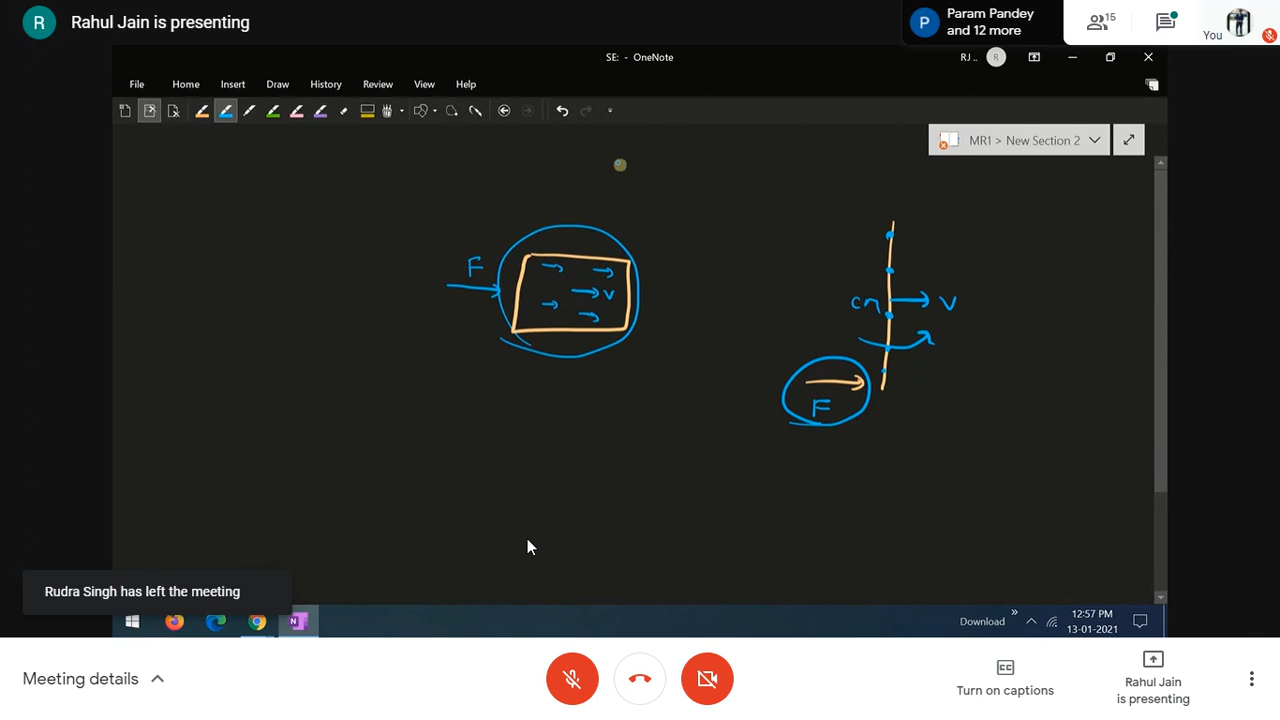 R Rahul Jain is presenting
P Param Pandey
and 12 more
15
You
SE: - OneNote
RJ ..
R
File Home Insert Draw History Review View Help
MR1 > New Section 2
F
v
cm
v
F
Rudra Singh has left the meeting
Download
12:57 PM
13-01-2021
N
Meeting details
CC
Turn on captions
Rahul Jain
is presenting